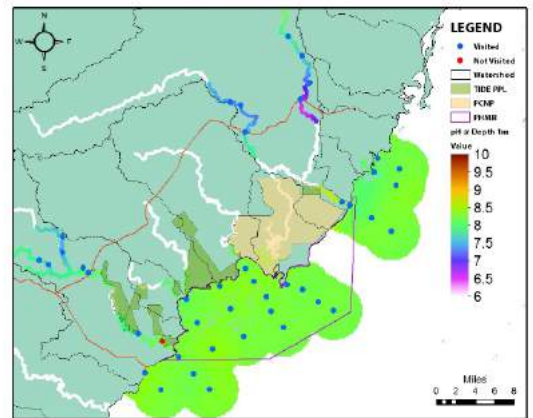 N
W E
S
LEGEND
Visited
Not Visited
Watershed
TIDE PPL
PCNP
PHMR
pH @ Depth 1m
Value
10
9.5
9
8.5
8
7.5
7
6.5
6
Miles
0 2 4 6 8